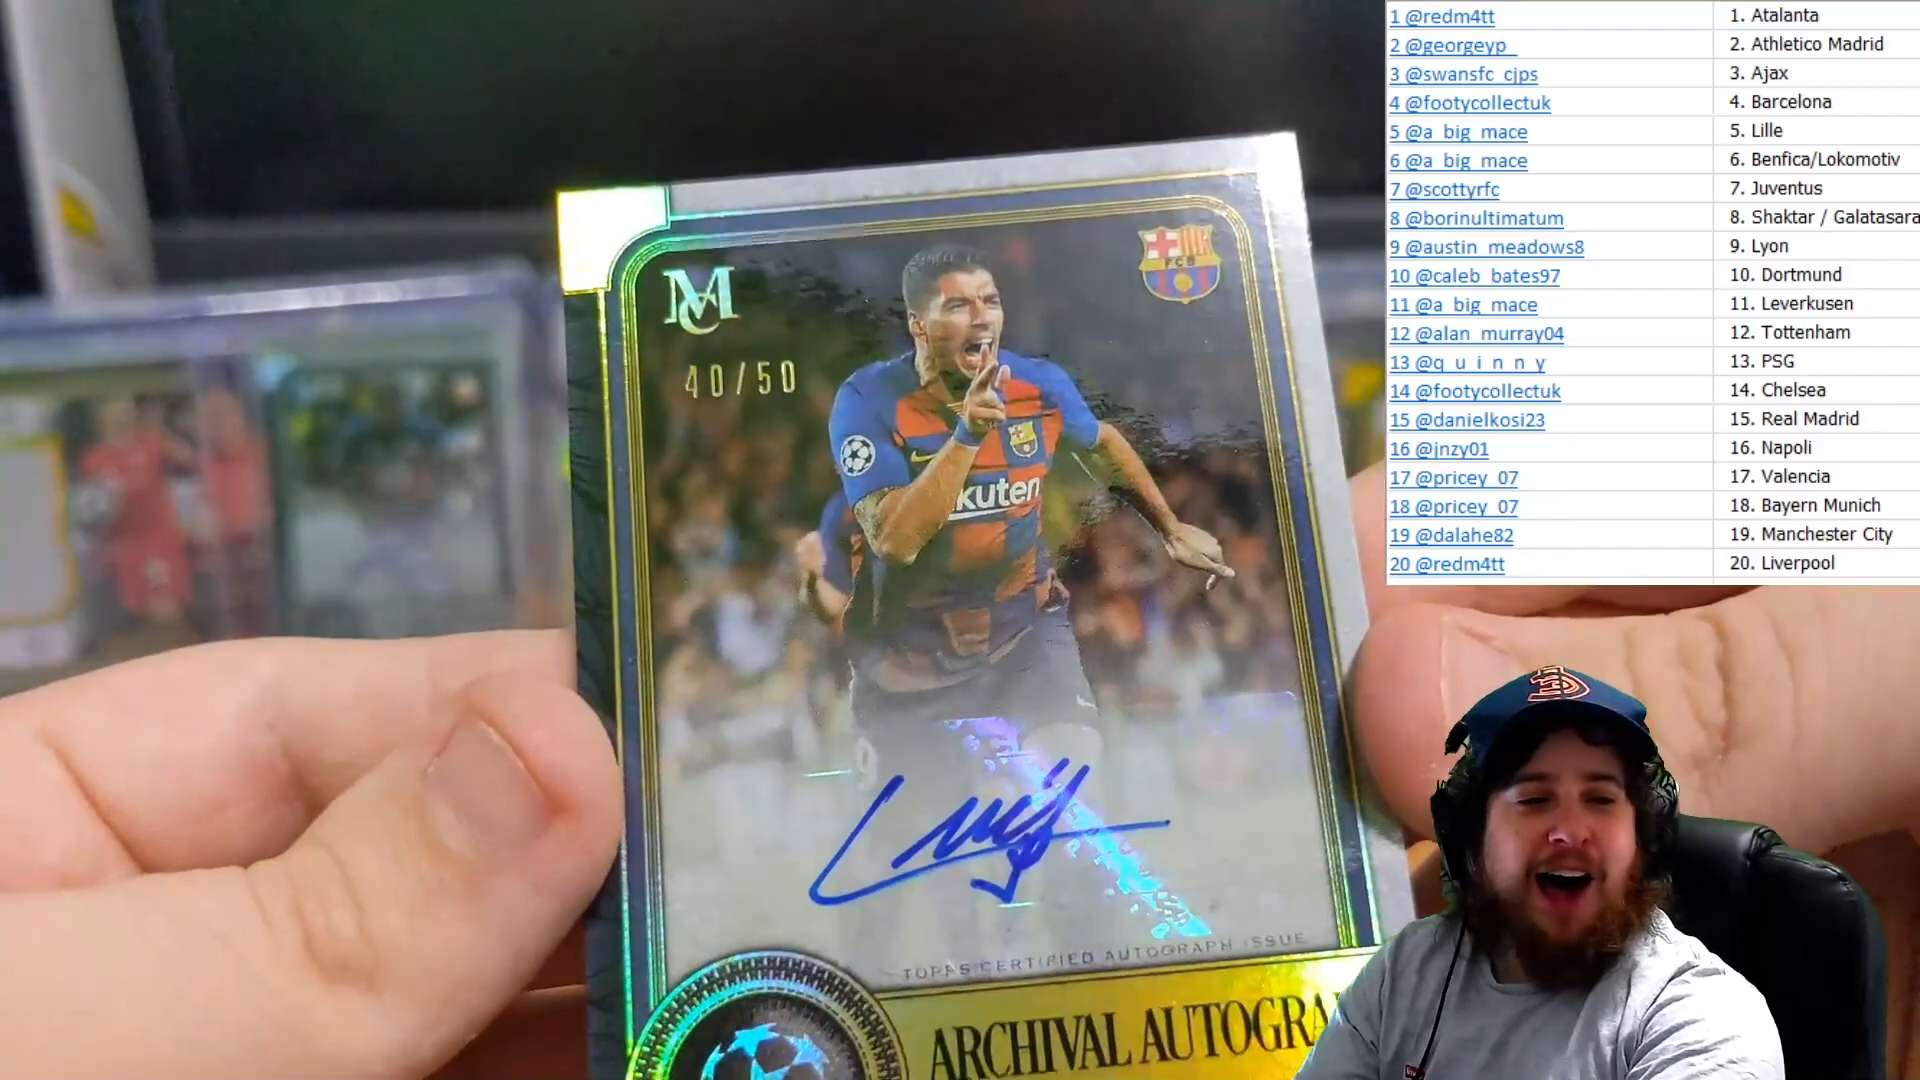 1 @redm4tt 1. Atalanta
2 @georgeyp_ 2. Athletico Madrid
3 @swansfc_cjps 3. Ajax
4 @footycollectuk 4. Barcelona
5 @a_big_mace 5. Lille
6 @a_big_mace 6. Benfica/Lokomotiv
7 @scottyrfc 7. Juventus
8 @borinultimatum 8. Shaktar / Galatasara
9 @austin_meadows8 9. Lyon
10 @caleb_bates97 10. Dortmund
11 @a_big_mace 11. Leverkusen
12 @alan_murray04 12. Tottenham
13 @q_u_i_n_n_y 13. PSG
14 @footycollectuk 14. Chelsea
15 @danielkosi23 15. Real Madrid
16 @jnzy01 16. Napoli
17 @pricey_07 17. Valencia
18 @pricey_07 18. Bayern Munich
19 @dalahe82 19. Manchester City
20 @redm4tt 20. Liverpool
MC
FCB
40/50
kuten
9
Luis
TOPPS CERTIFIED AUTOGRAPH ISSUE
ARCHIVAL AUTOGRA